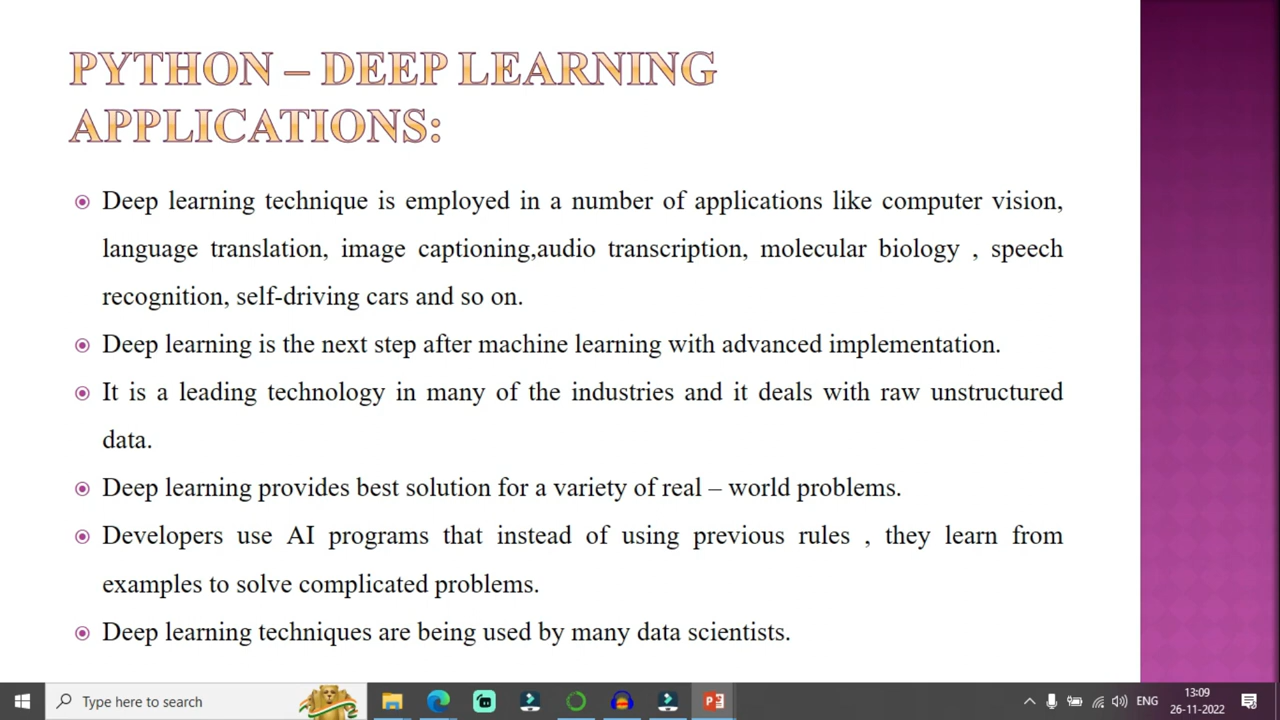 PYTHON – DEEP LEARNING
APPLICATIONS:
Deep learning technique is employed in a number of applications like computer vision,
language translation, image captioning,audio transcription, molecular biology , speech
recognition, self-driving cars and so on.
Deep learning is the next step after machine learning with advanced implementation.
It is a leading technology in many of the industries and it deals with raw unstructured
data.
Deep learning provides best solution for a variety of real – world problems.
Developers use AI programs that instead of using previous rules , they learn from
examples to solve complicated problems.
Deep learning techniques are being used by many data scientists.
Type here to search
ENG
13:09
26-11-2022